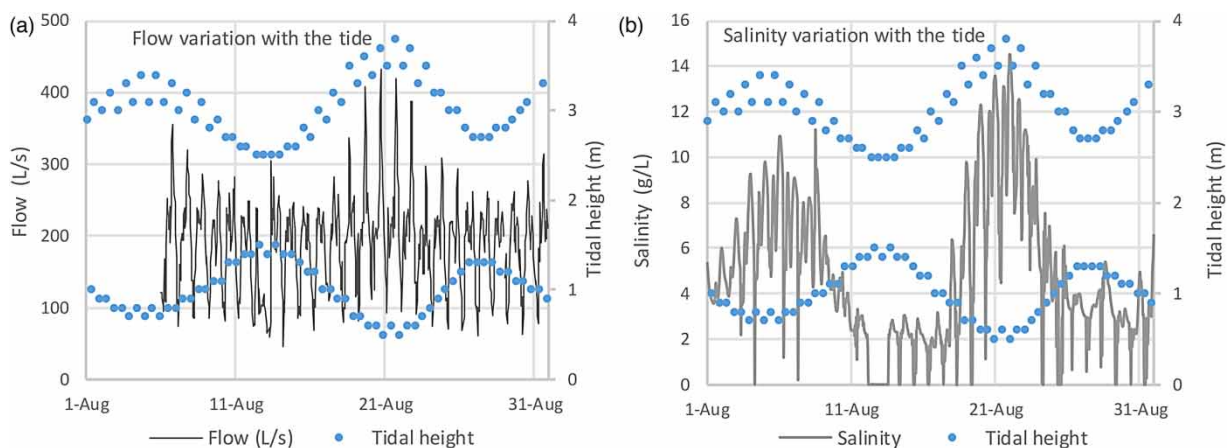 (a)
Flow variation with the tide
500
400
300
200
100
0
Flow (L/s)
4
3
2
1
0
Tidal height (m)
1-Aug 11-Aug 21-Aug 31-Aug
Flow (L/s) Tidal height
(b)
Salinity variation with the tide
16
14
12
10
8
6
4
2
0
Salinity (g/L)
4
3
2
1
0
Tidal height (m)
1-Aug 11-Aug 21-Aug 31-Aug
Salinity Tidal height